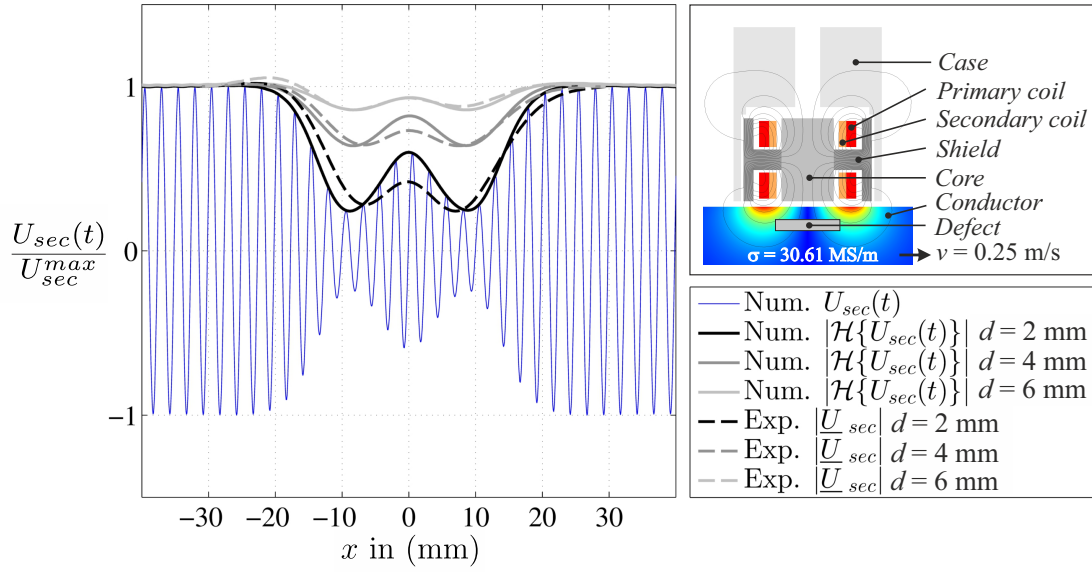 U_sec(t)
U_sec^max
1
0
−1
−30
−20
−10
0
10
20
30
x in (mm)
Case
Primary coil
Secondary coil
Shield
Core
Conductor
Defect
σ = 30.61 MS/m
v = 0.25 m/s
Num. U_sec(t)
Num. |ℋ{U_sec(t)}| d = 2 mm
Num. |ℋ{U_sec(t)}| d = 4 mm
Num. |ℋ{U_sec(t)}| d = 6 mm
Exp. |U_sec| d = 2 mm
Exp. |U_sec| d = 4 mm
Exp. |U_sec| d = 6 mm